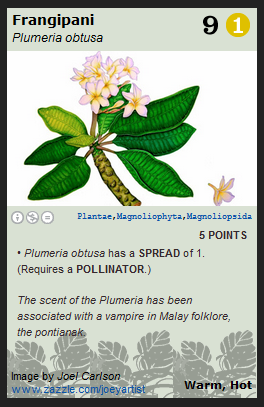 Frangipani 9 1
Plumeria obtusa
Plantae,Magnoliophyta,Magnoliopsida
5 POINTS
• Plumeria obtusa has a SPREAD of 1.
(Requires a POLLINATOR.)
The scent of the Plumeria has been
associated with a vampire in Malay folklore,
the pontianak.
Image by Joel Carlson
www.zazzle.com/joeyartist
Warm, Hot